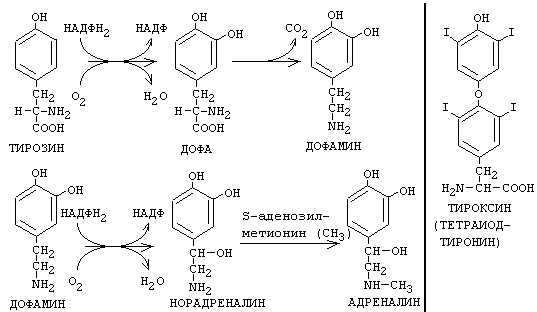 OH
НАДФН2 НАДФ
OH
OH
CO2
OH
OH
CH2
H-C-NH2
COOH
O2
H2O
CH2
H-C-NH2
COOH
CH2
CH2
NH2
ТИРОЗИН
ДОФА
ДОФАМИН
OH
OH
НАДФН2 НАДФ
OH
OH
S-аденозил-
метионин (CH3)
OH
OH
CH2
CH2
NH2
O2
H2O
CH-OH
CH2
NH2
C-OH
CH2
NH-CH3
ДОФАМИН
НОРАДРЕНАЛИН
АДРЕНАЛИН
OH
I I
O
I I
CH2
H2N-CH-COOH
ТИРОКСИН
(ТЕТРАИОД-
ТИРОНИН)